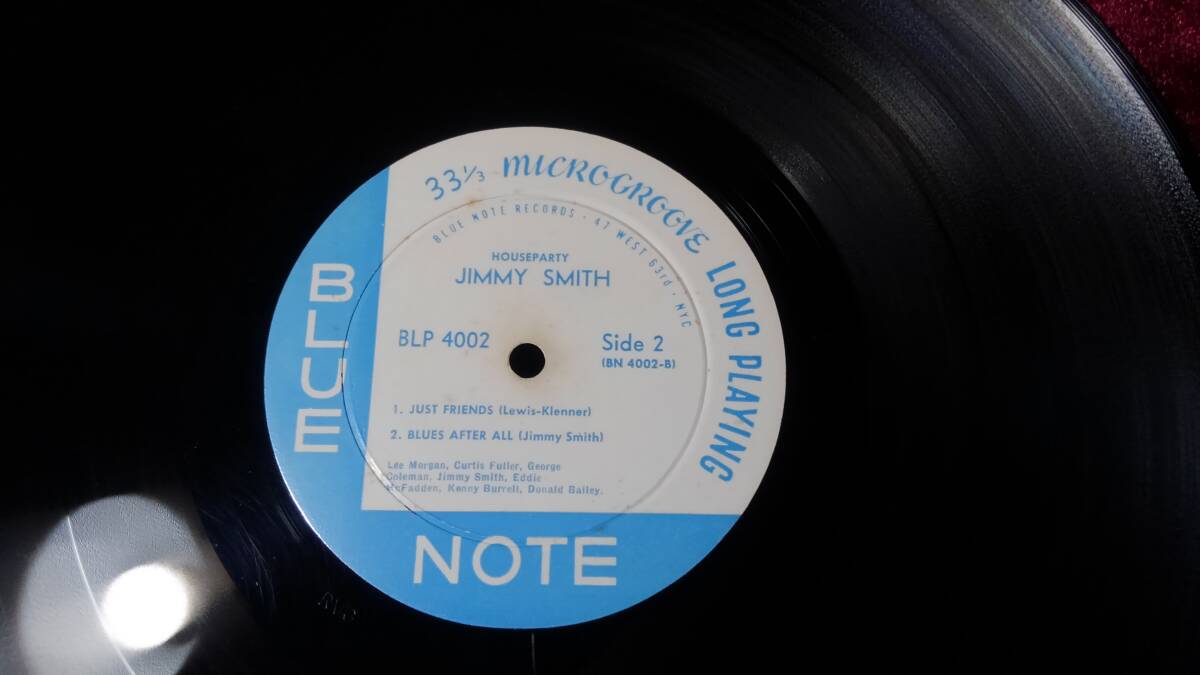 33⅓ MICROGROOVE LONG PLAYING
BLUE NOTE RECORDS · 47 WEST 63rd · NYC
HOUSEPARTY
JIMMY SMITH
BLP 4002
Side 2
(BN 4002-B)
1. JUST FRIENDS (Lewis-Klenner)
2. BLUES AFTER ALL (Jimmy Smith)
Lee Morgan, Curtis Fuller, George
Coleman, Jimmy Smith, Eddie
McFadden, Kenny Burrell, Donald Bailey.
BLUE
NOTE